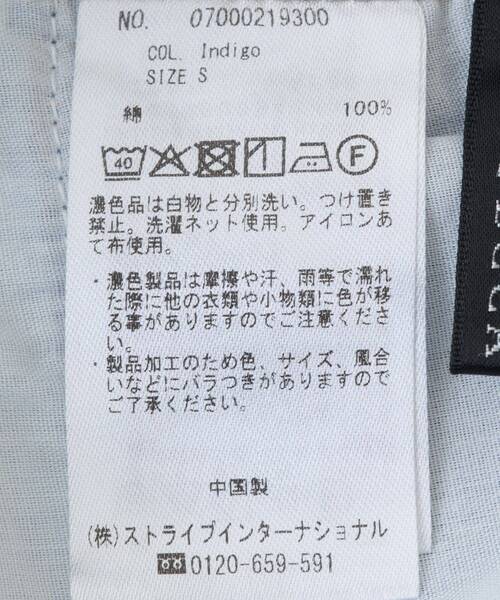 NO. 07000219300
COL. Indigo
SIZE S
綿 100%
40 F
濃色品は白物と分別洗い。つけ置き
禁止。洗濯ネット使用。アイロンあ
て布使用。
・濃色製品は摩擦や汗、雨等で濡れ
た際に他の衣類や小物類に色が移
る事がありますのでご注意くださ
い。
・製品加工のため色、サイズ、風合
いなどにバラつきがありますので
ご了承ください。
中国製
(株)ストライプインターナショナル
0120-659-591